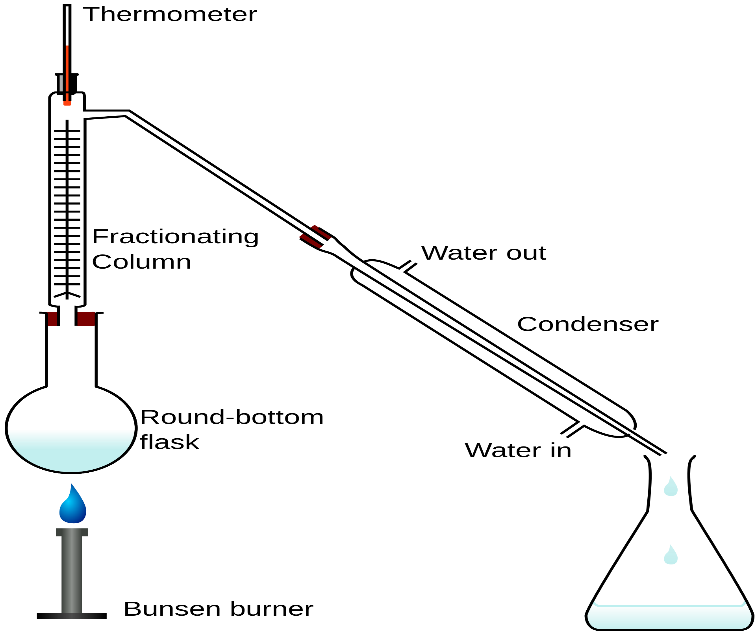 Thermometer
Fractionating
Column
Water out
Condenser
Round-bottom
flask
Water in
Bunsen burner